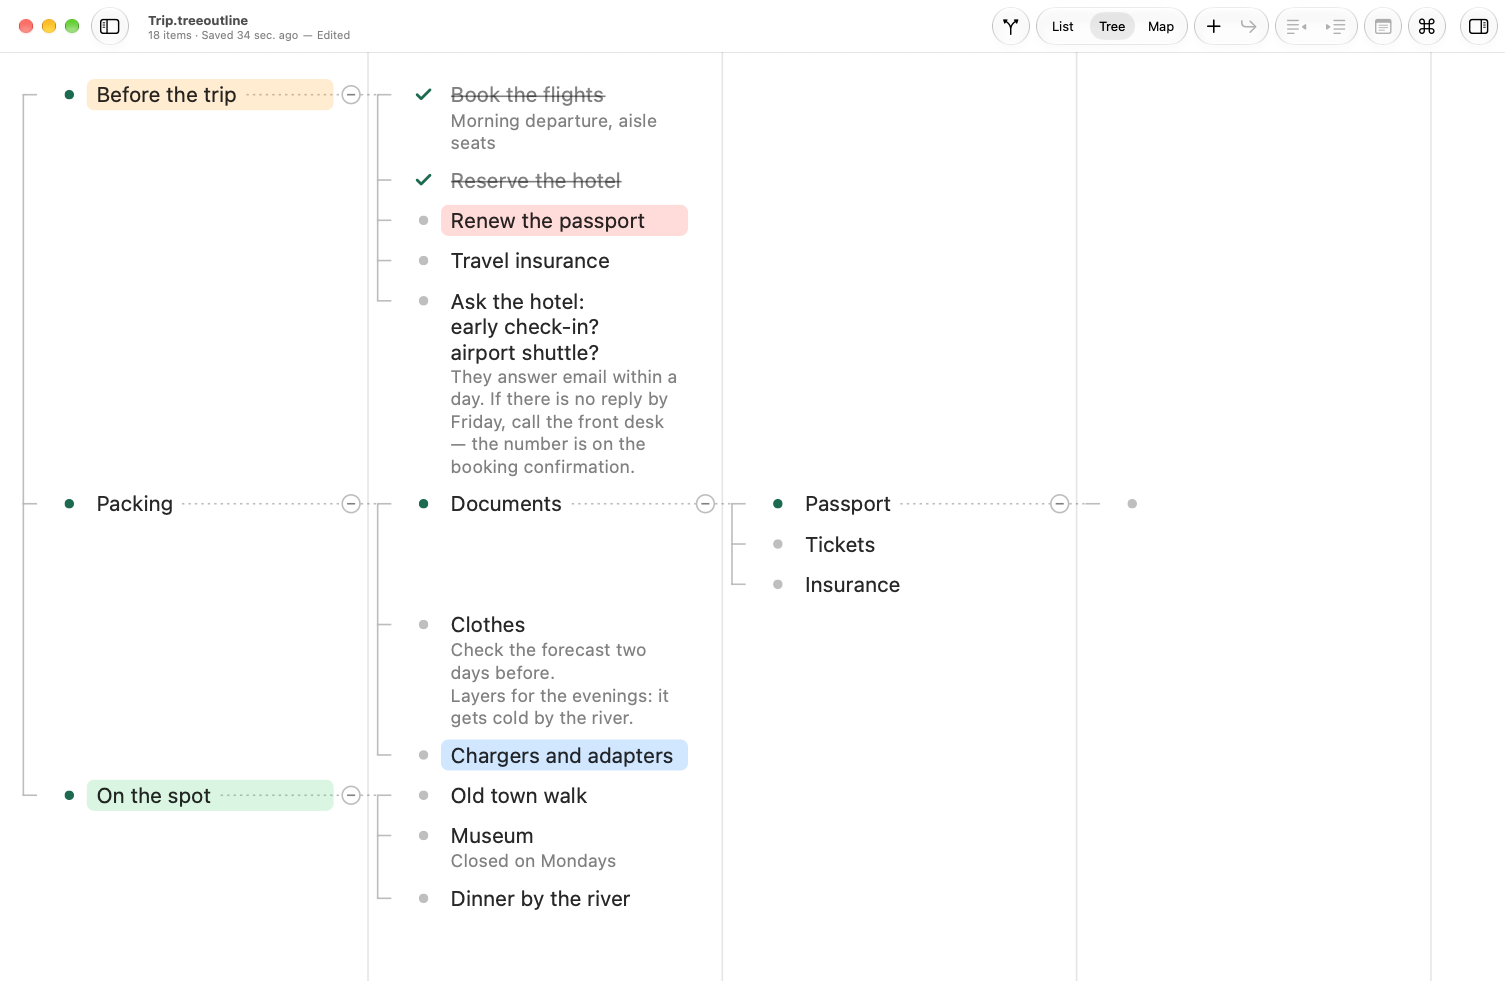 Trip.treeoutline
18 items · Saved 34 sec. ago — Edited
List
Tree
Map
Before the trip
Book the flights
Morning departure, aisle
seats
Reserve the hotel
Renew the passport
Travel insurance
Ask the hotel:
early check-in?
airport shuttle?
They answer email within a
day. If there is no reply by
Friday, call the front desk
— the number is on the
booking confirmation.
Packing
Documents
Passport
Tickets
Insurance
Clothes
Check the forecast two
days before.
Layers for the evenings: it
gets cold by the river.
Chargers and adapters
On the spot
Old town walk
Museum
Closed on Mondays
Dinner by the river